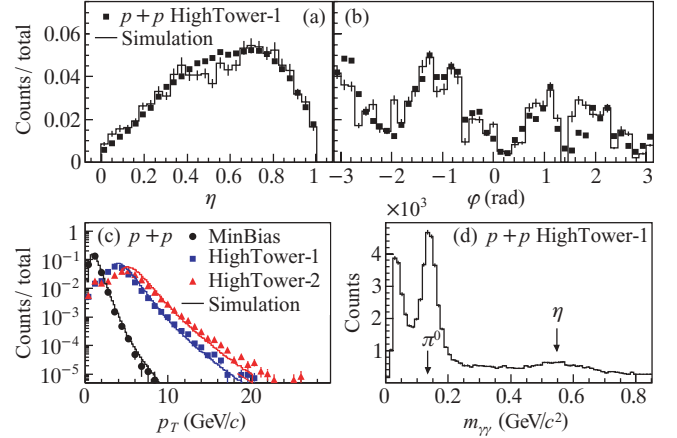 p + p HighTower-1 (a)
Simulation
(b)
Counts/ total
0.06
0.04
0.02
0
0 0.2 0.4 0.6 0.8 1
η
-3 -2 -1 0 1 2 3
φ (rad)
(c) p + p
MinBias
HighTower-1
HighTower-2
Simulation
Counts/ total
1
10-1
10-2
10-3
10-4
10-5
0 10 20
pT (GeV/c)
×10³
(d) p + p HighTower-1
Counts
4
3
2
1
π⁰
η
0 0.2 0.4 0.6 0.8
mγγ (GeV/c²)